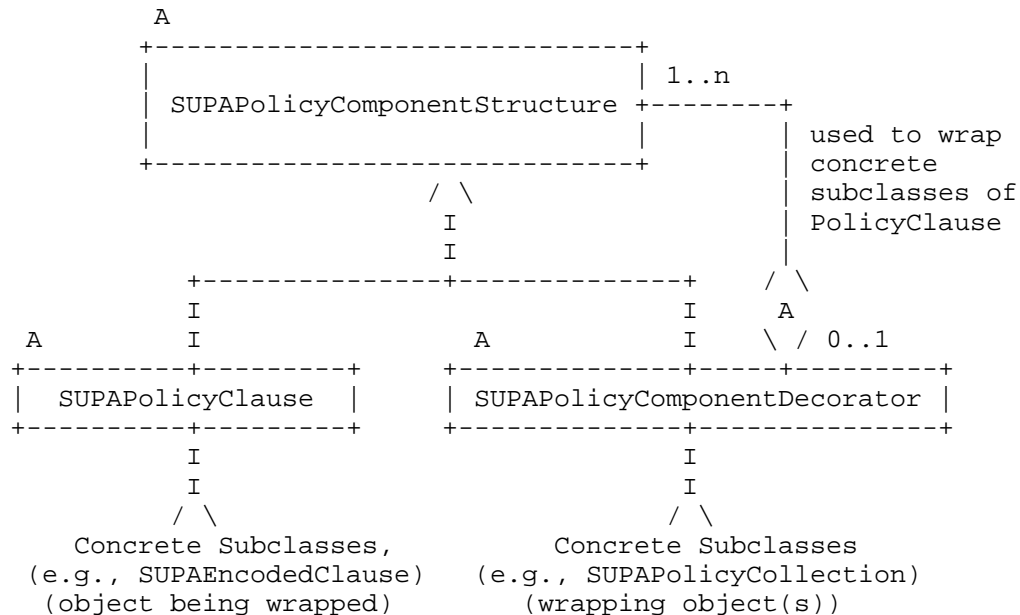 A
1..n
SUPAPolicyComponentStructure
used to wrap
concrete
subclasses of
PolicyClause
I
I
I I A
A I A I 0..1
SUPAPolicyClause SUPAPolicyComponentDecorator
I I
I I
Concrete Subclasses, Concrete Subclasses
(e.g., SUPAEncodedClause) (e.g., SUPAPolicyCollection)
(object being wrapped) (wrapping object(s))